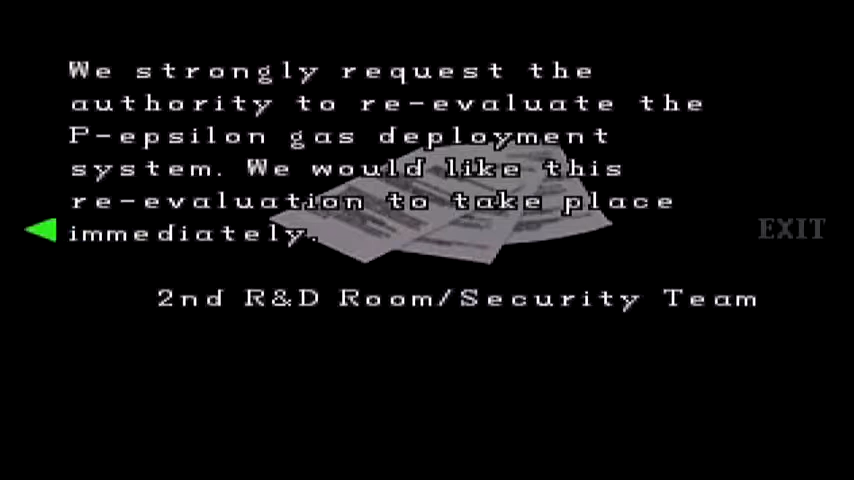 We strongly request the
authority to re-evaluate the
P-epsilon gas deployment
system. We would like this
re-evaluation to take place
immediately.
EXIT
2nd R&D Room/Security Team